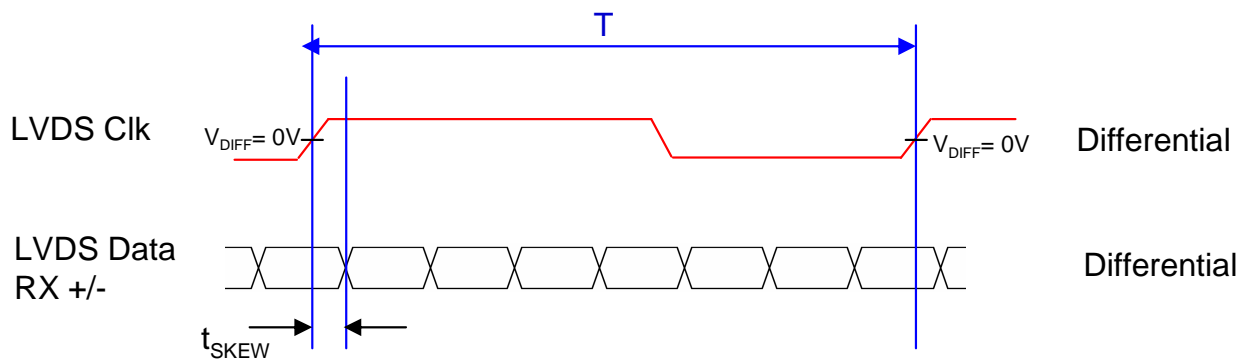 T
LVDS Clk
V_DIFF= 0V
V_DIFF= 0V
Differential
LVDS Data
RX +/-
Differential
t_SKEW